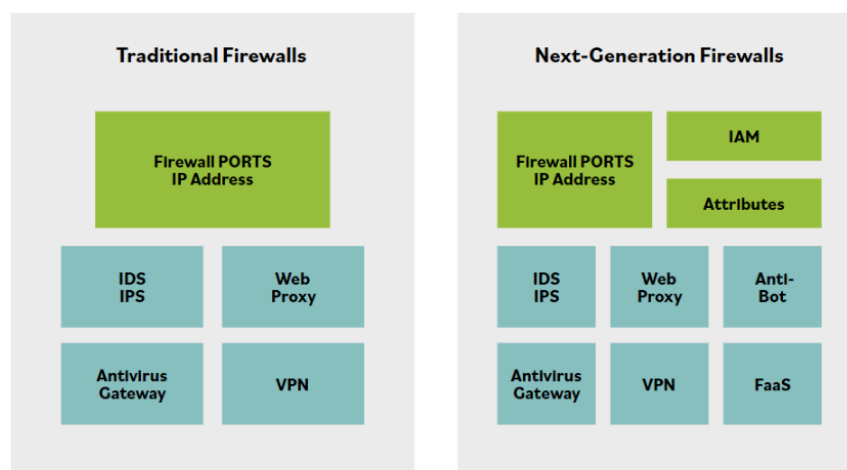 Traditional Firewalls
Firewall PORTS
IP Address
IDS
IPS
Web
Proxy
Antivirus
Gateway
VPN
Next-Generation Firewalls
Firewall PORTS
IP Address
IAM
Attributes
IDS
IPS
Web
Proxy
Anti-
Bot
Antivirus
Gateway
VPN
FaaS